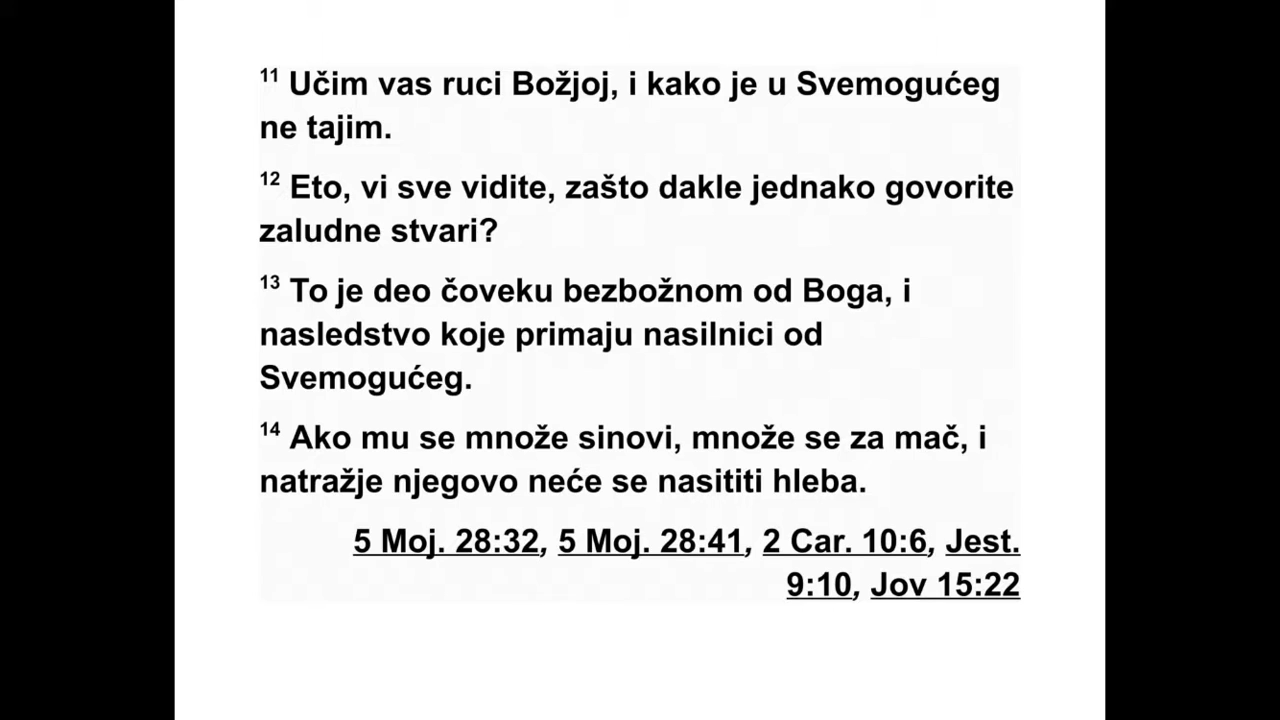 11 Učim vas ruci Božjoj, i kako je u Svemogućeg
ne tajim.
12 Eto, vi sve vidite, zašto dakle jednako govorite
zaludne stvari?
13 To je deo čoveku bezbožnom od Boga, i
nasledstvo koje primaju nasilnici od
Svemogućeg.
14 Ako mu se množe sinovi, množe se za mač, i
natražje njegovo neće se nasititi hleba.
5 Moj. 28:32, 5 Moj. 28:41, 2 Car. 10:6, Jest.
9:10, Jov 15:22